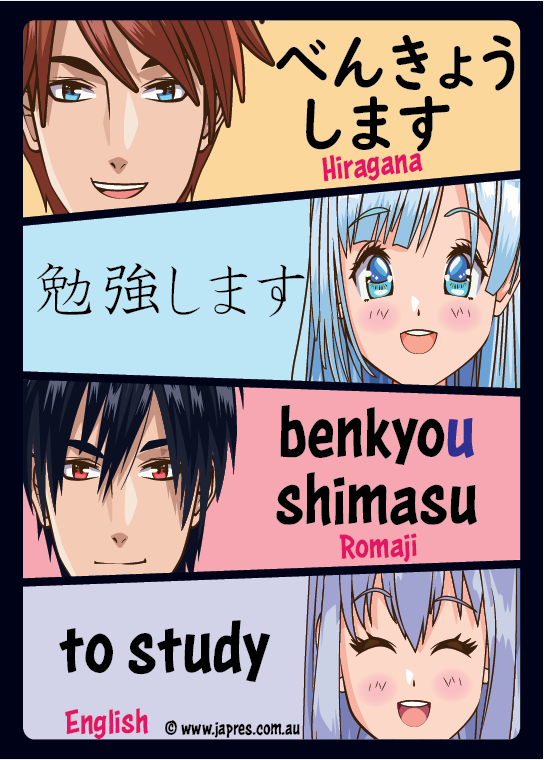 べんきょう
します
Hiragana
勉強します
benkyou
shimasu
Romaji
to study
English © www.japres.com.au